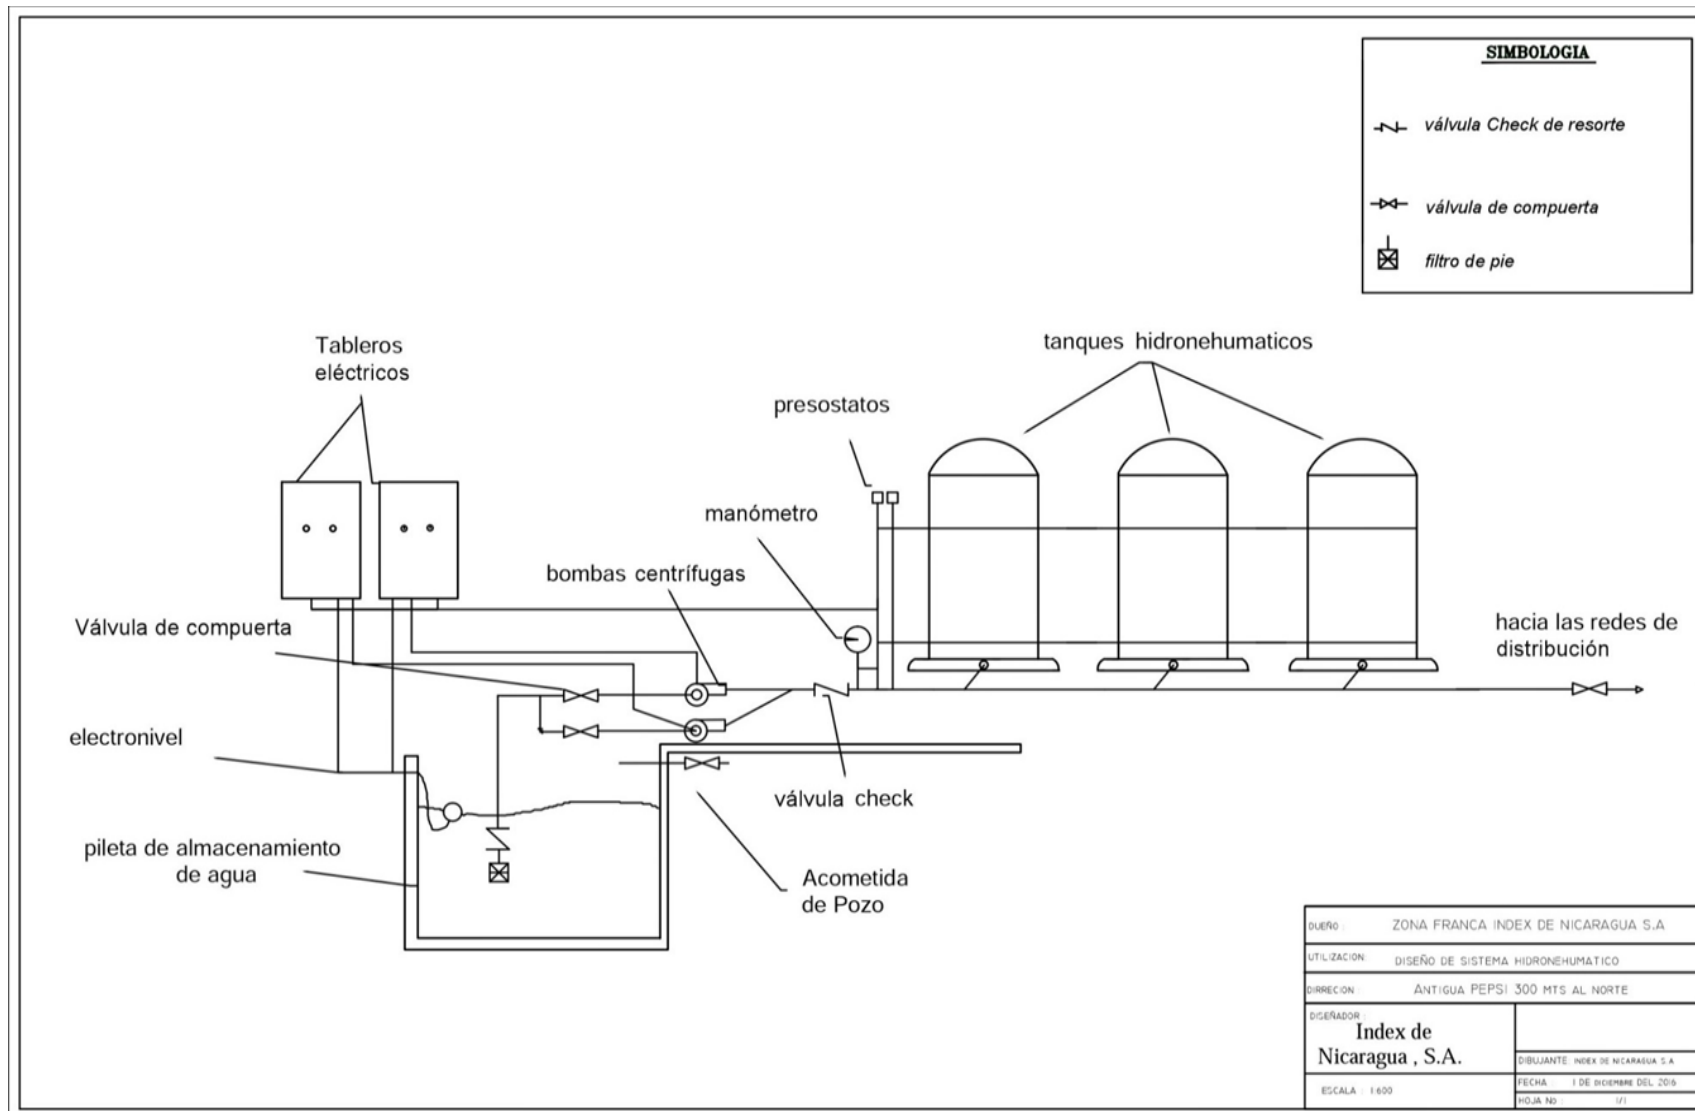 SIMBOLOGIA
válvula Check de resorte
válvula de compuerta
filtro de pie
Tableros
eléctricos
tanques hidronehumaticos
presostatos
manómetro
bombas centrífugas
Válvula de compuerta
hacia las redes de
distribución
electronivel
válvula check
pileta de almacenamiento
de agua
Acometida
de Pozo
DUEÑO : ZONA FRANCA INDEX DE NICARAGUA S.A
UTILIZACION: DISEÑO DE SISTEMA HIDRONEHUMATICO
DIRRECION : ANTIGUA PEPSI 300 MTS AL NORTE
DISEÑADOR :
Index de
Nicaragua , S.A.
DIBUJANTE: INDEX DE NICARAGUA S.A
ESCALA : 1:600
FECHA : 1 DE DICIEMBRE DEL 2016
HOJA No : 1/1